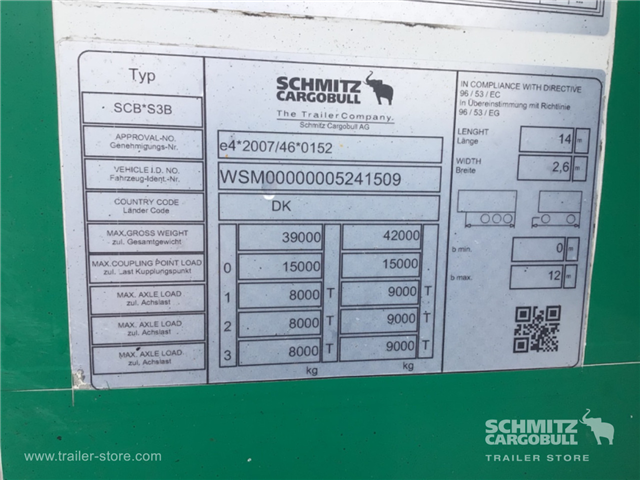 Typ
SCB*S3B
APPROVAL-NO.
Genehmigungs-Nr.
VEHICLE I.D. NO.
Fahrzeug-Ident.-Nr.
COUNTRY CODE
Länder Code
MAX.GROSS WEIGHT
zul. Gesamtgewicht
MAX.COUPLING POINT LOAD
zul. Last Kupplungspunkt
MAX. AXLE LOAD
zul. Achslast
MAX. AXLE LOAD
zul. Achslast
MAX. AXLE LOAD
zul. Achslast
SCHMITZ
CARGOBULL
The Trailer Company.
Schmitz Cargobull AG
e4*2007/46*0152
WSM00000005241509
DK
39000 42000
0 15000 15000
1 8000 T 9000 T
2 8000 T 9000 T
3 8000 T 9000 T
kg kg
IN COMPLIANCE WITH DIRECTIVE
96 / 53 / EC
in Übereinstimmung mit Richtlinie
96 / 53 / EG
LENGHT
Länge
14 m
WIDTH
Breite
2,6 m
b min. 0 m
b max. 12 m
www.trailer-store.com
SCHMITZ
CARGOBULL
TRAILER STORE